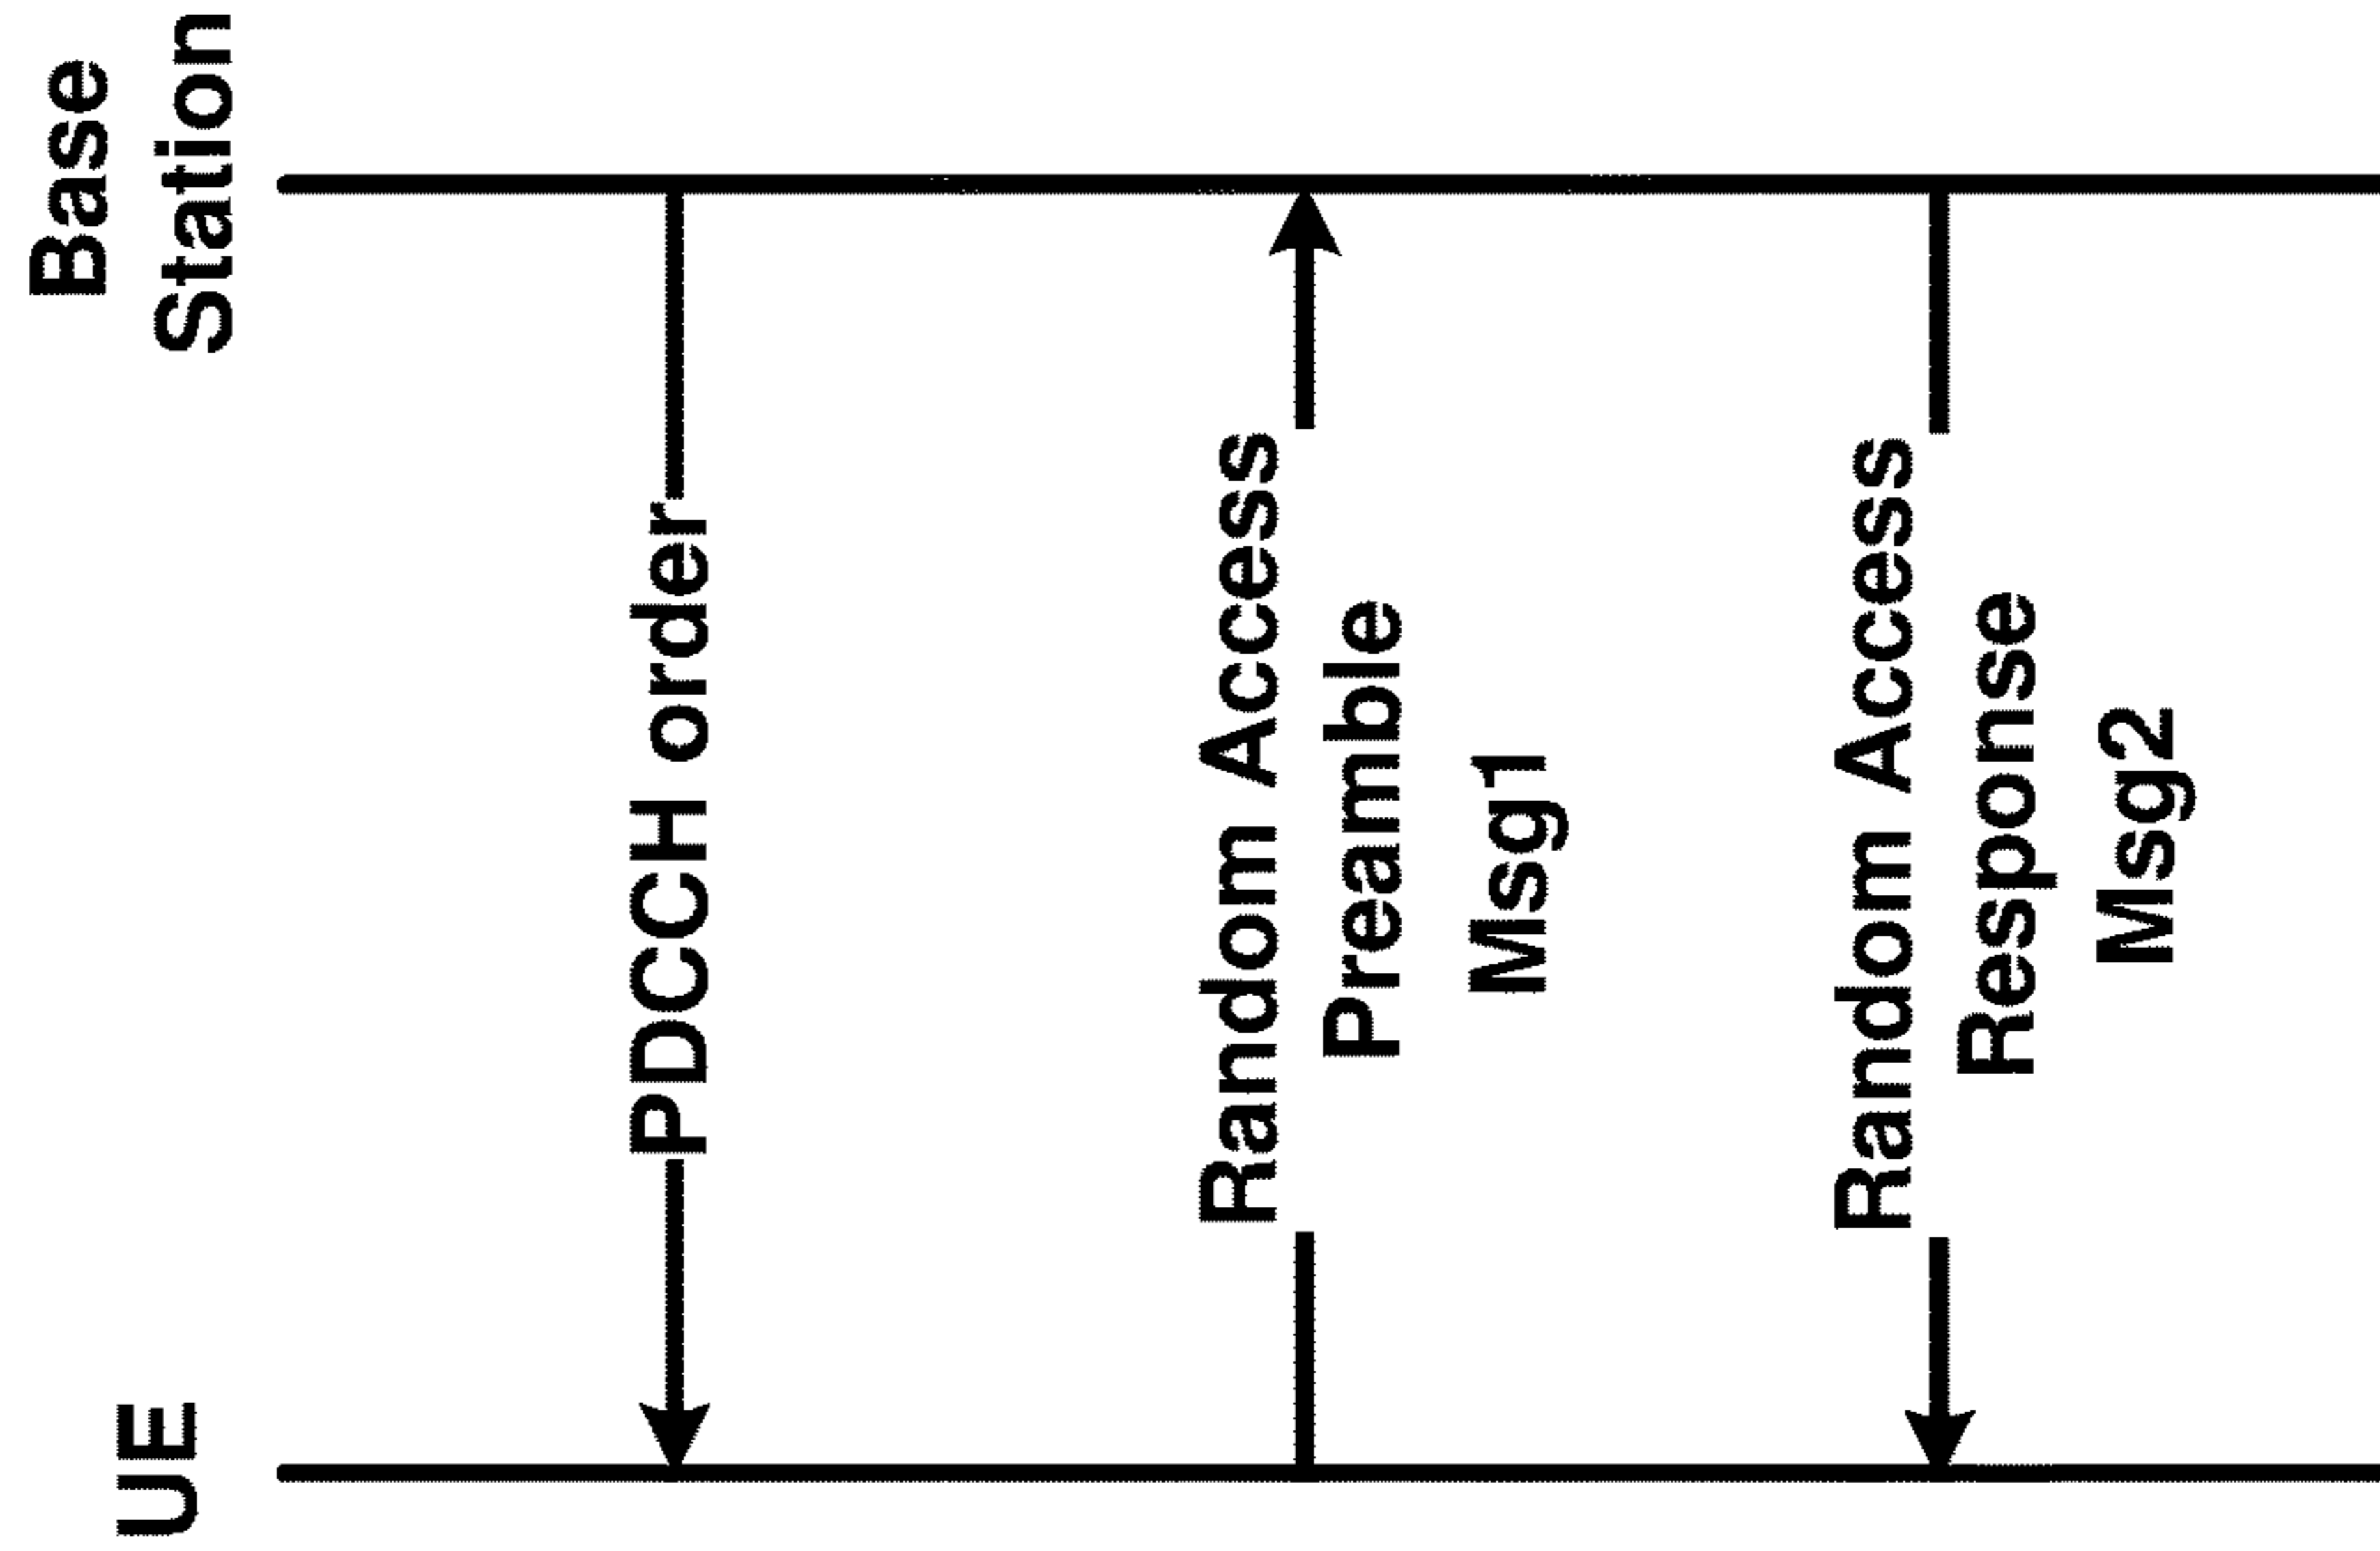 UE
Base
Station
PDCCH order
Random Access
Preamble
Msg1
Random Access
Response
Msg2